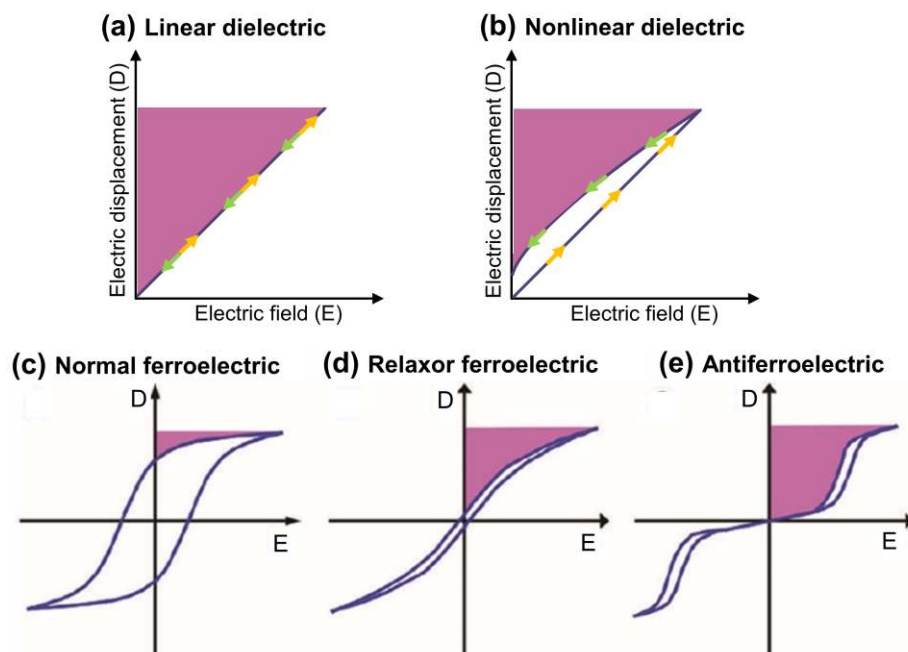 (a) Linear dielectric
Electric displacement (D)
Electric field (E)
(b) Nonlinear dielectric
Electric displacement (D)
Electric field (E)
(c) Normal ferroelectric
D
E
(d) Relaxor ferroelectric
D
E
(e) Antiferroelectric
D
E